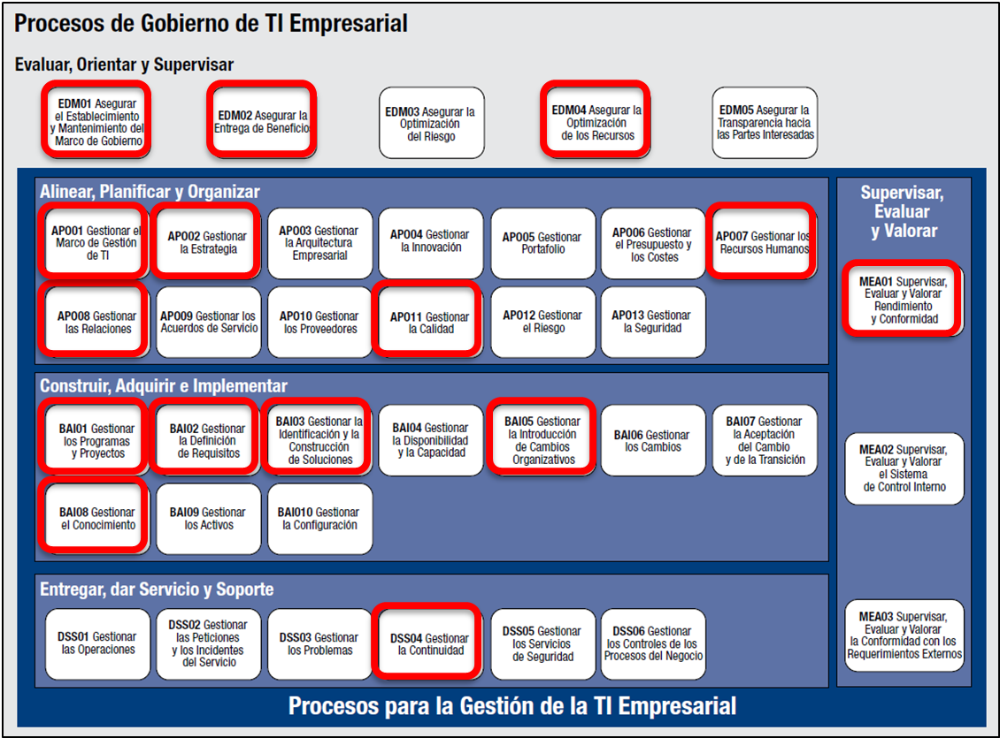 Procesos de Gobierno de TI Empresarial
Evaluar, Orientar y Supervisar
EDM01 Asegurar
el Establecimiento
y Mantenimiento del
Marco de Gobierno
EDM02 Asegurar la
Entrega de Beneficio
EDM03 Asegurar la
Optimización
del Riesgo
EDM04 Asegurar la
Optimización
de los Recursos
EDM05 Asegurar la
Transparencia hacia
las Partes Interesadas
Alinear, Planificar y Organizar
APO01 Gestionar el
Marco de Gestión
de TI
APO02 Gestionar
la Estrategia
APO03 Gestionar
la Arquitectura
Empresarial
APO04 Gestionar
la Innovación
APO05 Gestionar
Portafolio
APO06 Gestionar
el Presupuesto y
los Costes
APO07 Gestionar los
Recursos Humanos
APO08 Gestionar
las Relaciones
APO09 Gestionar los
Acuerdos de Servicio
APO10 Gestionar
los Proveedores
APO11 Gestionar
la Calidad
APO12 Gestionar
el Riesgo
APO13 Gestionar
la Seguridad
Construir, Adquirir e Implementar
BAI01 Gestionar
los Programas
y Proyectos
BAI02 Gestionar
la Definición
de Requisitos
BAI03 Gestionar la
Identificación y la
Construcción
de Soluciones
BAI04 Gestionar
la Disponibilidad
y la Capacidad
BAI05 Gestionar
la Introducción
de Cambios
Organizativos
BAI06 Gestionar
los Cambios
BAI07 Gestionar
la Aceptación
del Cambio
y de la Transición
BAI08 Gestionar
el Conocimiento
BAI09 Gestionar
los Activos
BAI010 Gestionar
la Configuración
Entregar, dar Servicio y Soporte
DSS01 Gestionar
las Operaciones
DSS02 Gestionar
las Peticiones
y los Incidentes
del Servicio
DSS03 Gestionar
los Problemas
DSS04 Gestionar
la Continuidad
DSS05 Gestionar
los Servicios
de Seguridad
DSS06 Gestionar
los Controles de los
Procesos del Negocio
Supervisar,
Evaluar
y Valorar
MEA01 Supervisar,
Evaluar y Valorar
Rendimiento
y Conformidad
MEA02 Supervisar,
Evaluar y Valorar
el Sistema
de Control Interno
MEA03 Supervisar,
Evaluar y Valorar
la Conformidad con los
Requerimientos Externos
Procesos para la Gestión de la TI Empresarial